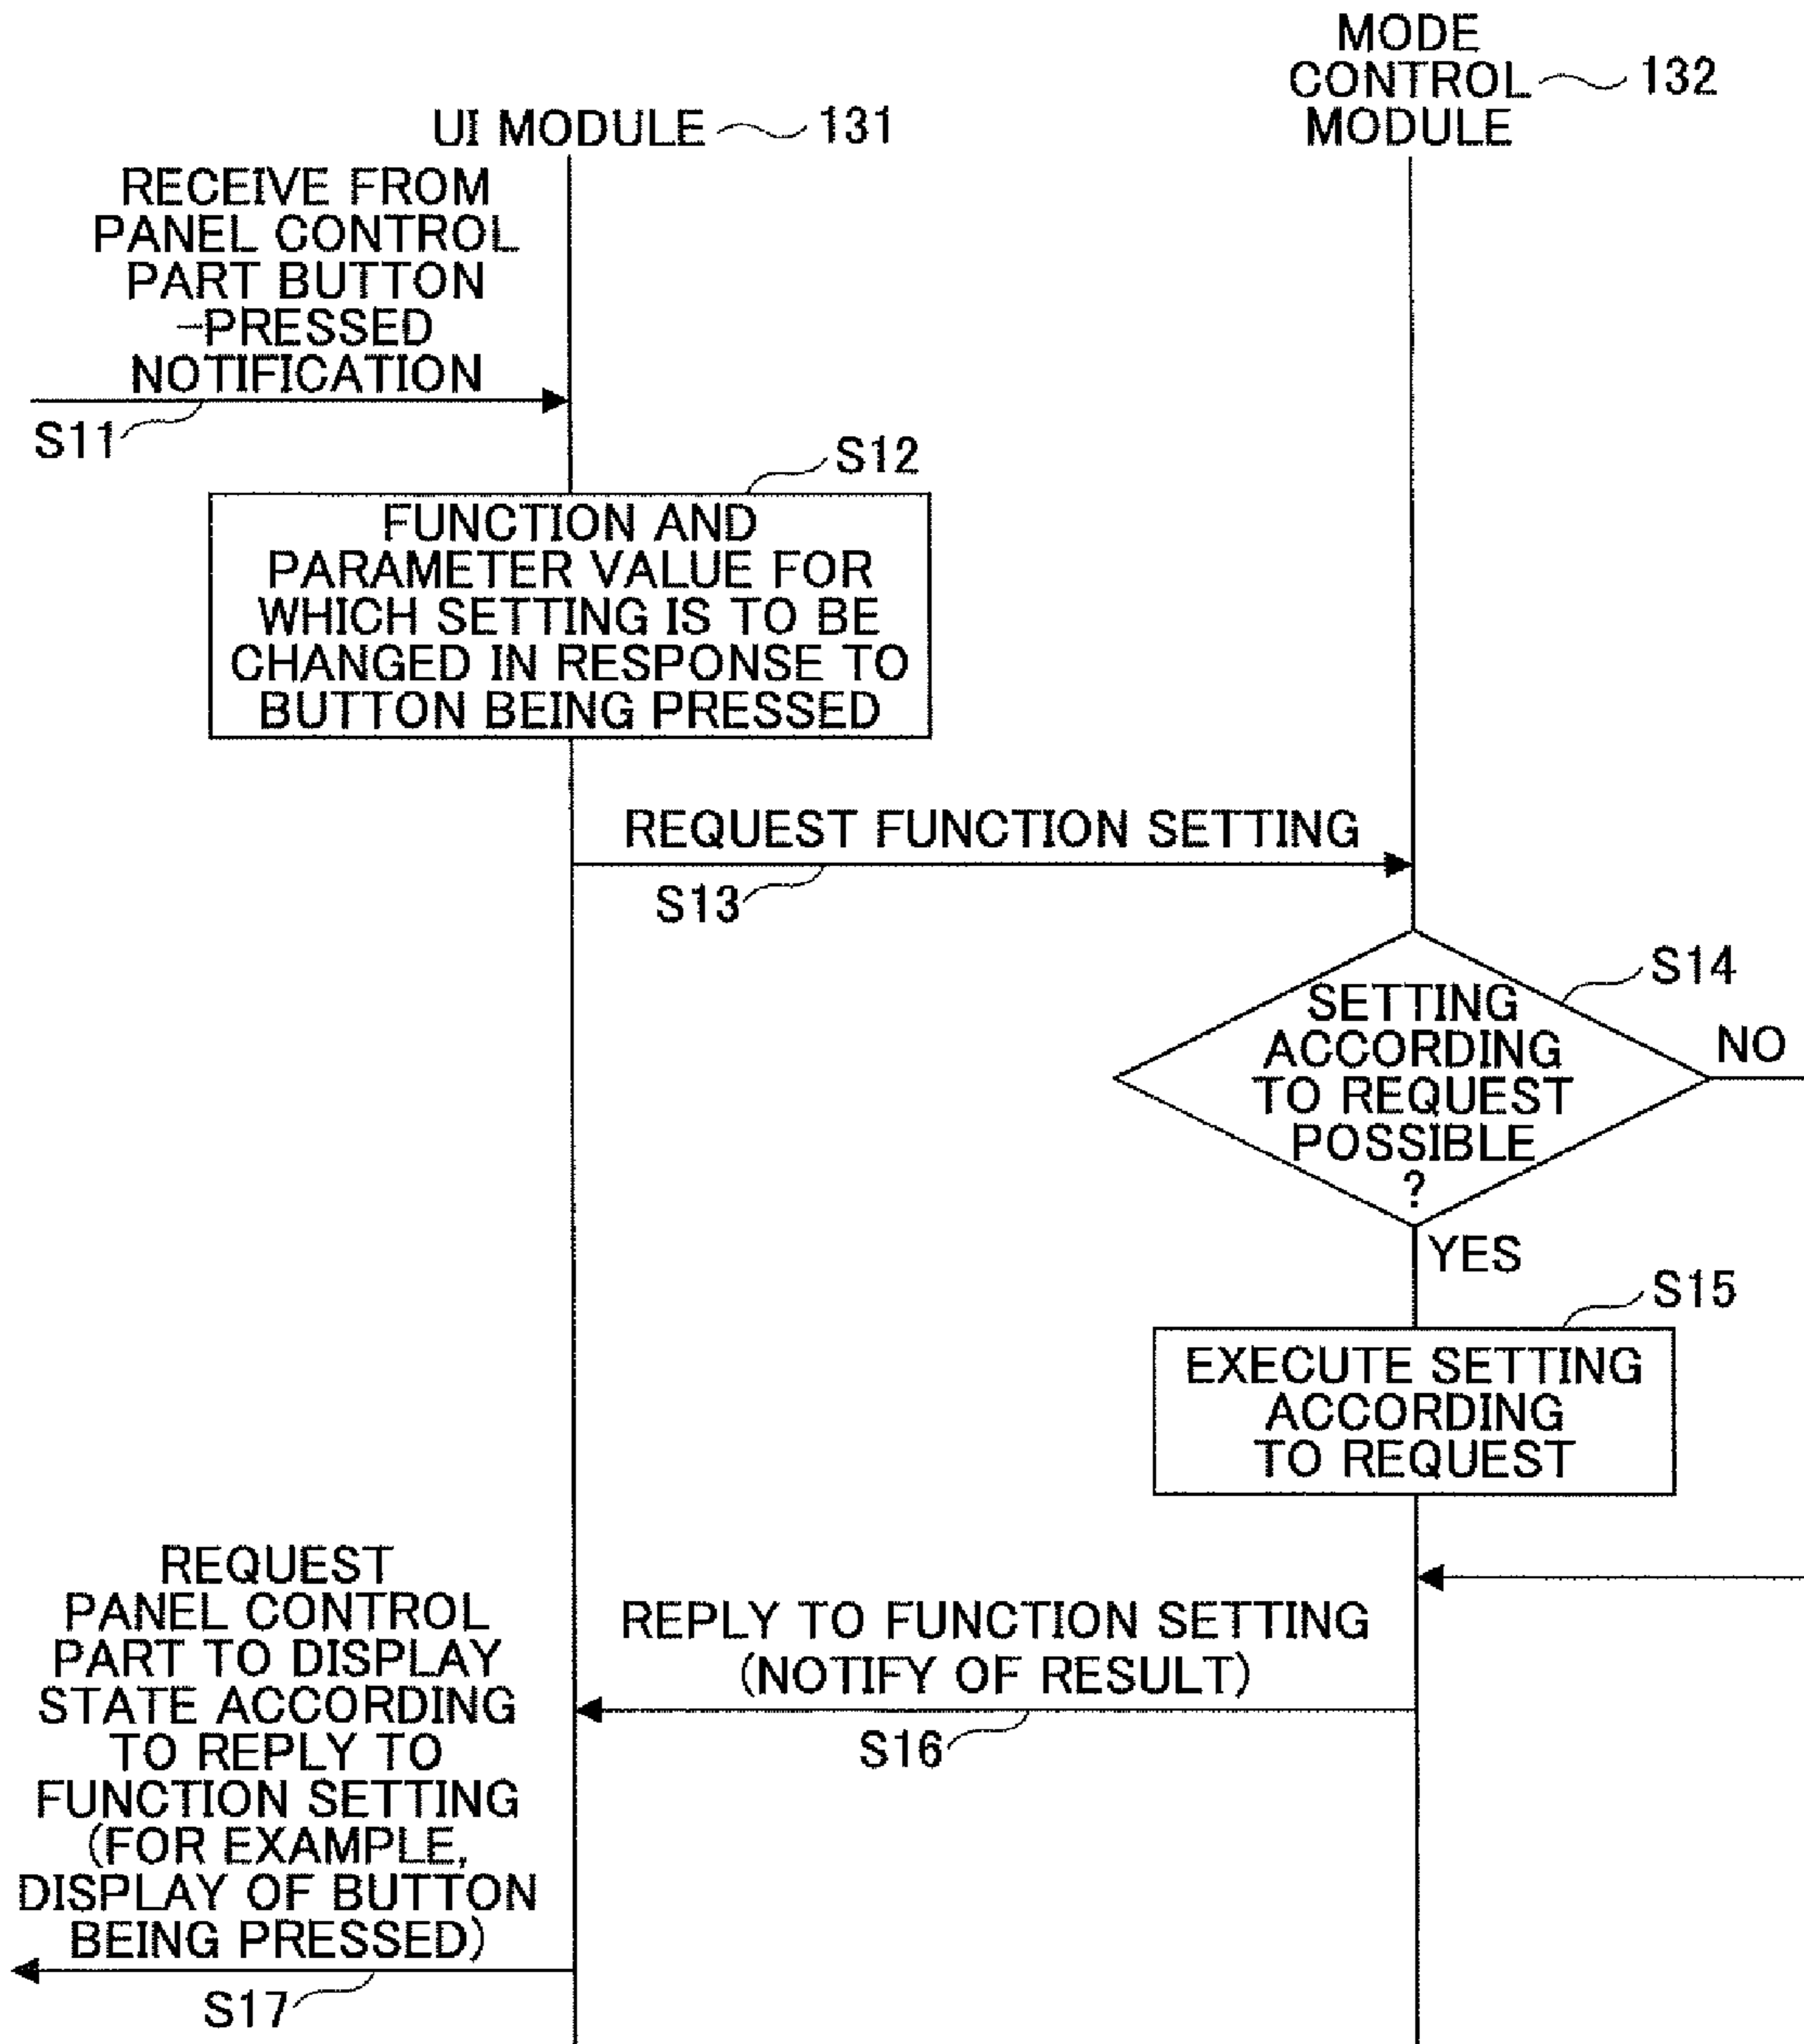 MODE
CONTROL 132
MODULE
UI MODULE 131
RECEIVE FROM
PANEL CONTROL
PART BUTTON
-PRESSED
NOTIFICATION
S11
S12
FUNCTION AND
PARAMETER VALUE FOR
WHICH SETTING IS TO BE
CHANGED IN RESPONSE TO
BUTTON BEING PRESSED
REQUEST FUNCTION SETTING
S13
S14
SETTING
ACCORDING
TO REQUEST
POSSIBLE
?
NO
YES
S15
EXECUTE SETTING
ACCORDING
TO REQUEST
REPLY TO FUNCTION SETTING
(NOTIFY OF RESULT)
S16
REQUEST
PANEL CONTROL
PART TO DISPLAY
STATE ACCORDING
TO REPLY TO
FUNCTION SETTING
(FOR EXAMPLE,
DISPLAY OF BUTTON
BEING PRESSED)
S17